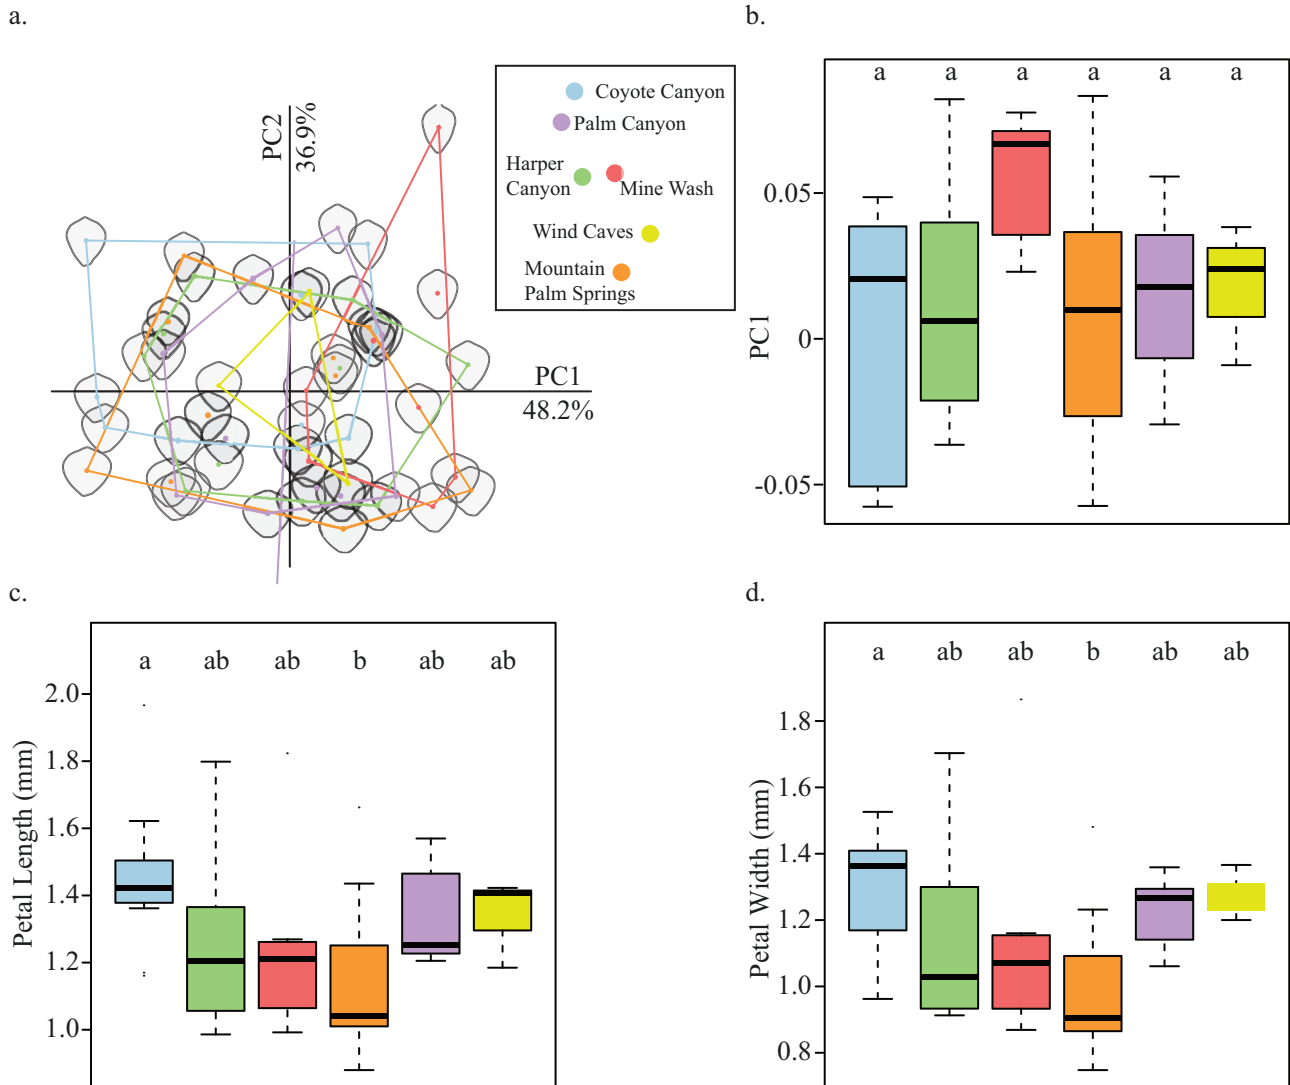 a.
PC2
36.9%
PC1
48.2%
Coyote Canyon
Palm Canyon
Harper
Canyon
Mine Wash
Wind Caves
Mountain
Palm Springs
b.
a a a a a a
PC1
0.05
0
-0.05
c.
a ab ab b ab ab
Petal Length (mm)
2.0
1.8
1.6
1.4
1.2
1.0
d.
a ab ab b ab ab
Petal Width (mm)
1.8
1.6
1.4
1.2
1.0
0.8